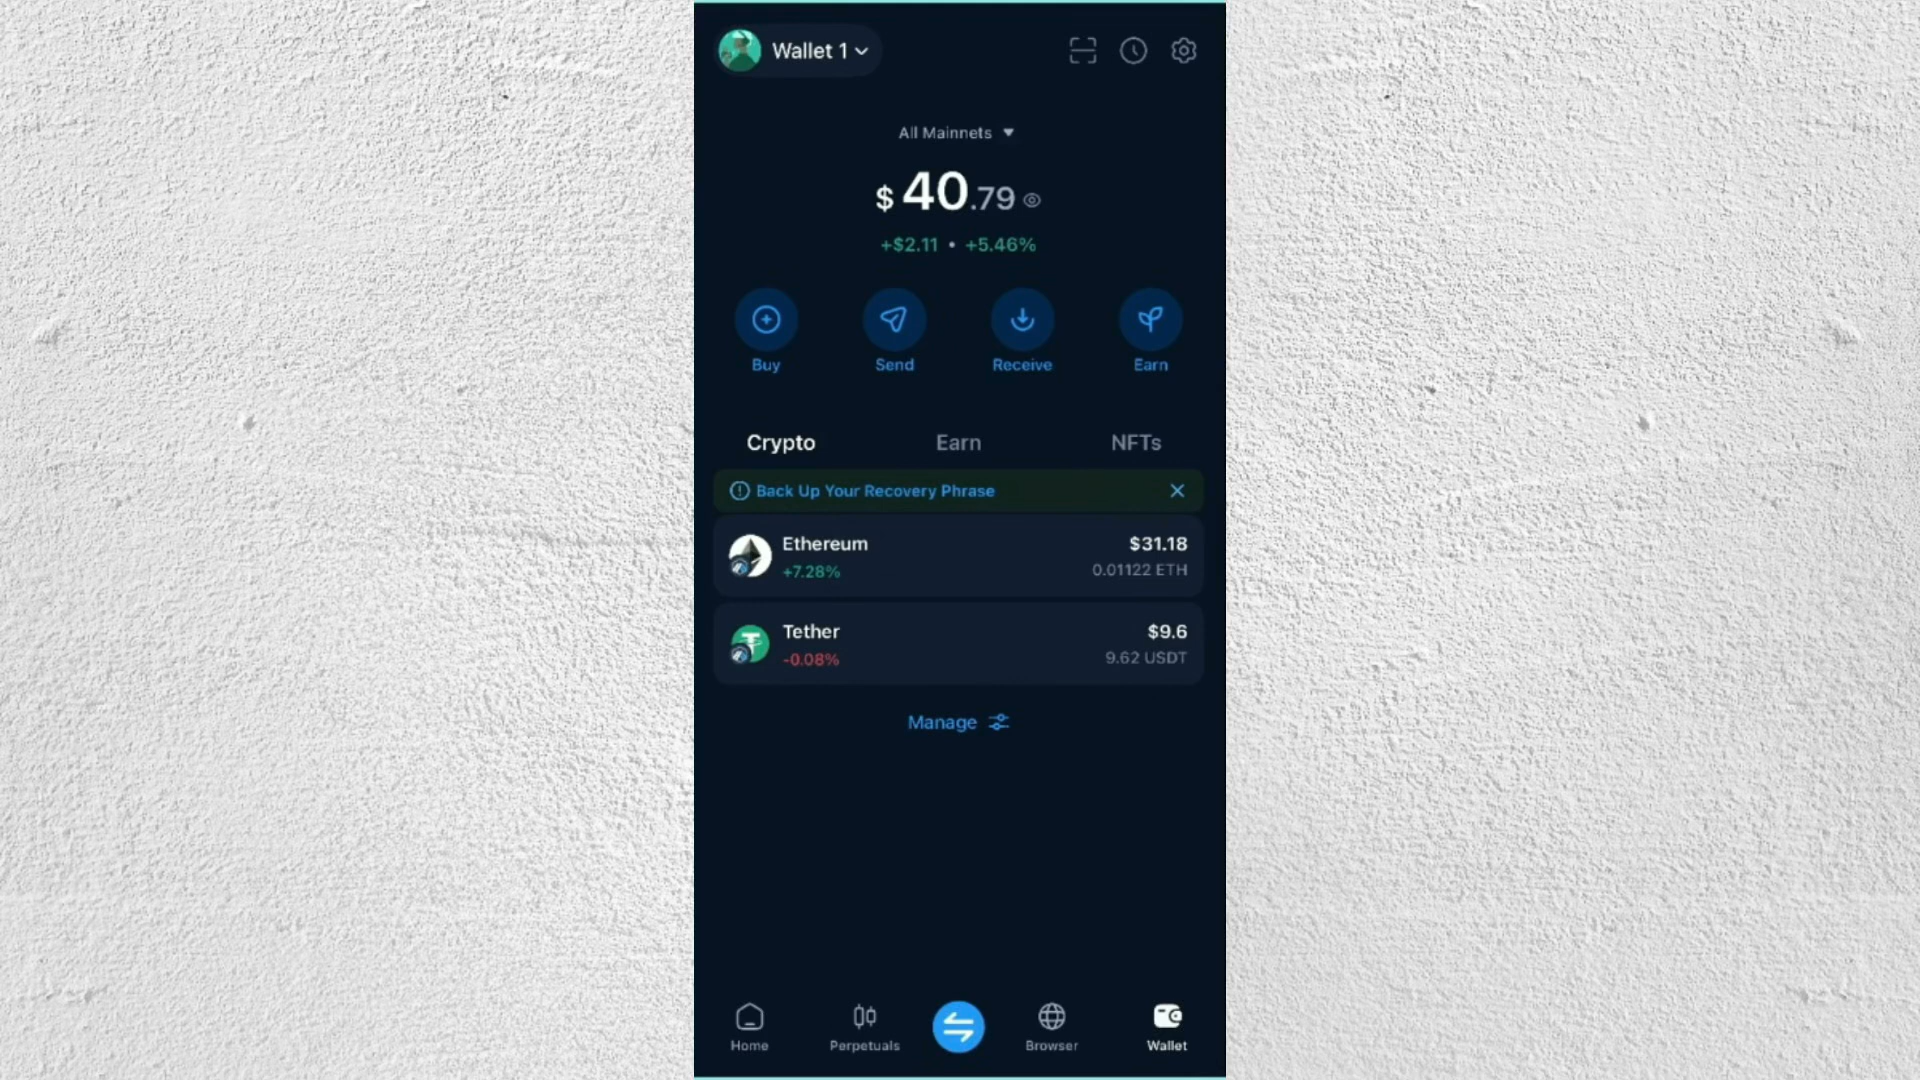 Wallet 1
All Mainnets
$ 40.79
+$2.11 • +5.46%
Buy Send Receive Earn
Crypto Earn NFTs
Back Up Your Recovery Phrase
Ethereum $31.18
+7.28% 0.01122 ETH
Tether $9.6
-0.08% 9.62 USDT
Manage
Home Perpetuals Browser Wallet